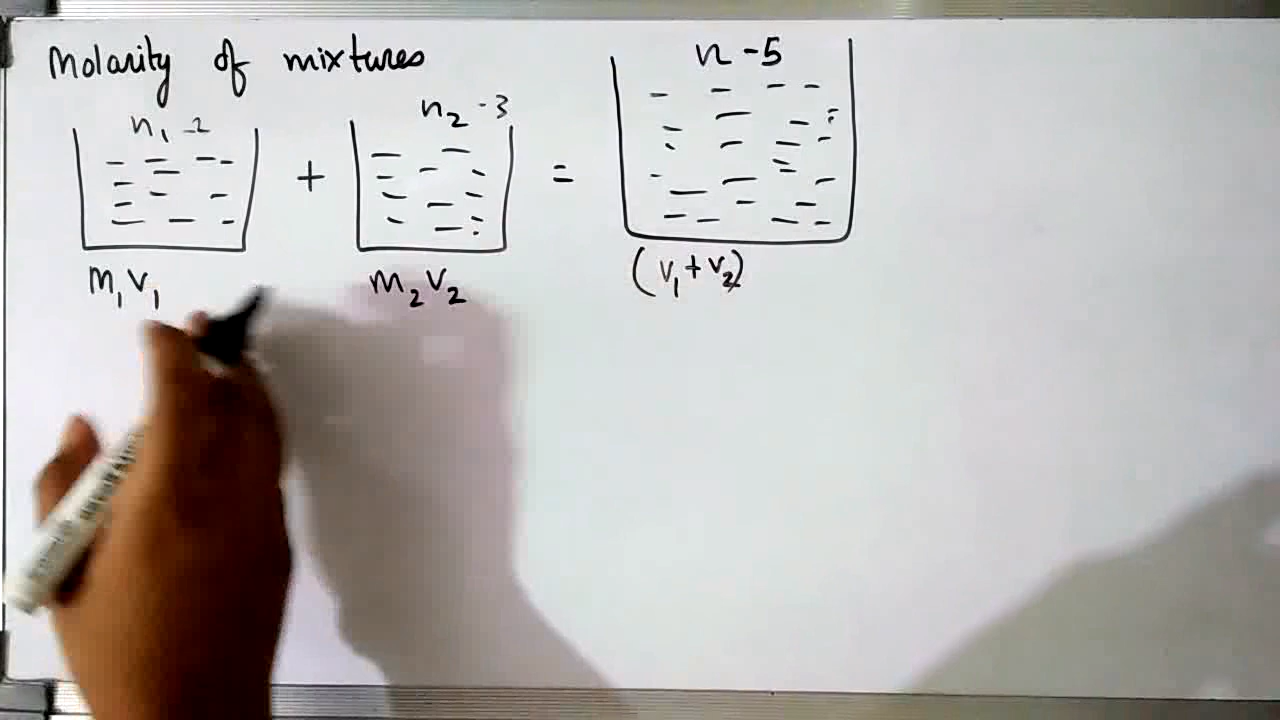 Molarity of mixtures
n₁ -2
n₂ -3
n -5
+
=
m₁v₁
m₂v₂
(v₁+v₂)